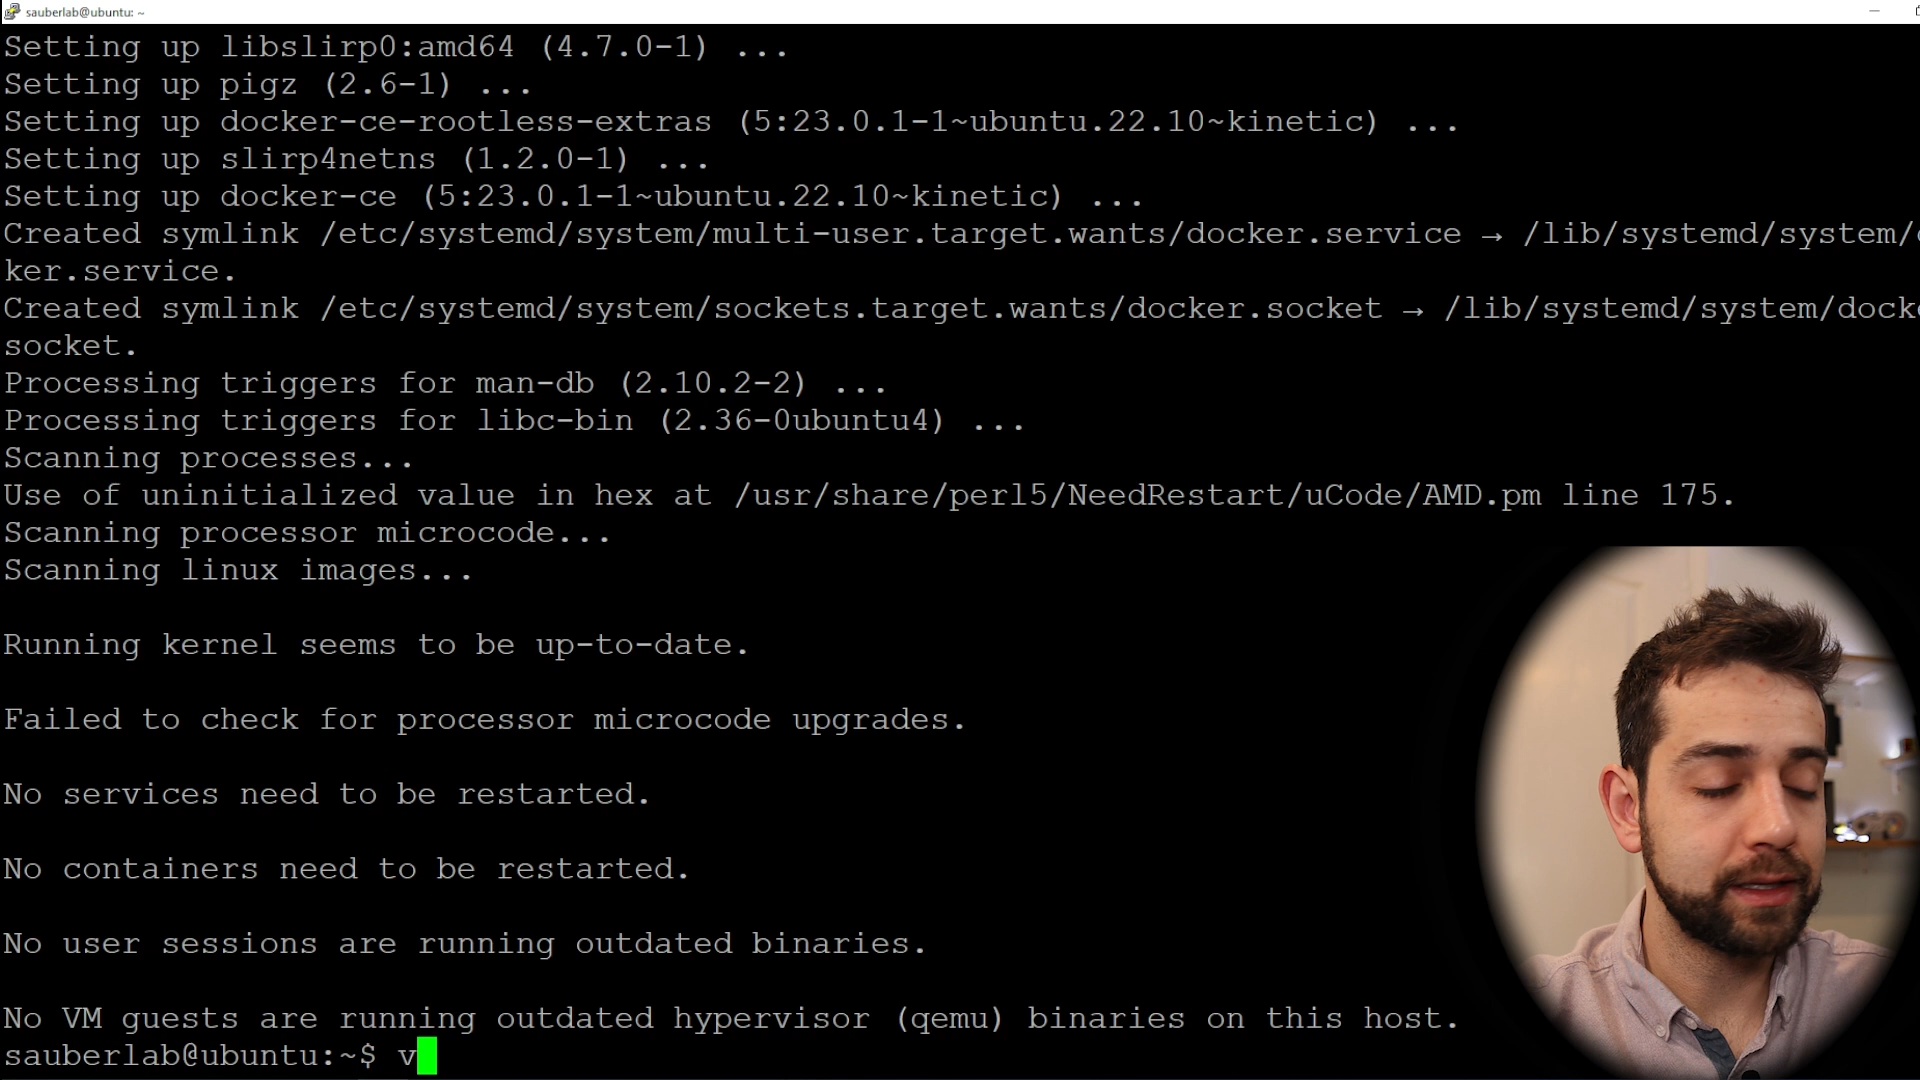 sauberlab@ubuntu: ~
Setting up libslirp0:amd64 (4.7.0-1) ...
Setting up pigz (2.6-1) ...
Setting up docker-ce-rootless-extras (5:23.0.1-1~ubuntu.22.10~kinetic) ...
Setting up slirp4netns (1.2.0-1) ...
Setting up docker-ce (5:23.0.1-1~ubuntu.22.10~kinetic) ...
Created symlink /etc/systemd/system/multi-user.target.wants/docker.service → /lib/systemd/system/
ker.service.
Created symlink /etc/systemd/system/sockets.target.wants/docker.socket → /lib/systemd/system/dock
socket.
Processing triggers for man-db (2.10.2-2) ...
Processing triggers for libc-bin (2.36-0ubuntu4) ...
Scanning processes...
Use of uninitialized value in hex at /usr/share/perl5/NeedRestart/uCode/AMD.pm line 175.
Scanning processor microcode...
Scanning linux images...
Running kernel seems to be up-to-date.
Failed to check for processor microcode upgrades.
No services need to be restarted.
No containers need to be restarted.
No user sessions are running outdated binaries.
No VM guests are running outdated hypervisor (qemu) binaries on this host.
sauberlab@ubuntu:~$ v